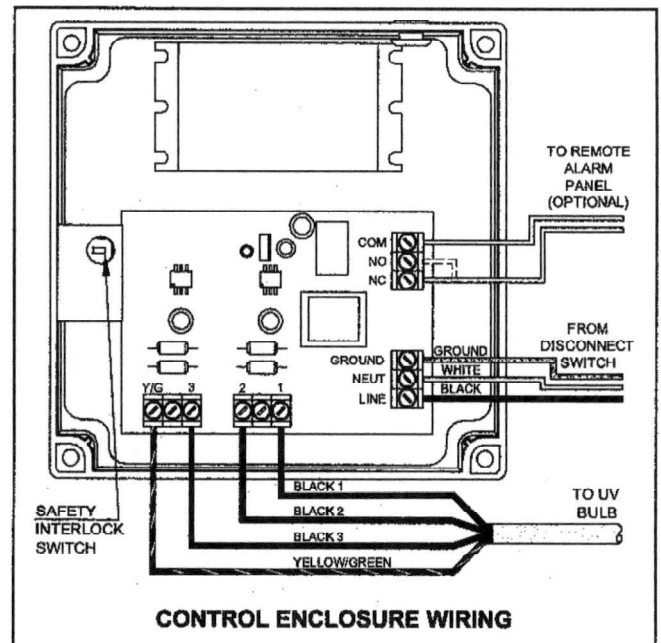 TO REMOTE
ALARM
PANEL
(OPTIONAL)
COM
NO
NC
FROM
DISCONNECT
SWITCH
GROUND
GROUND
WHITE
NEUT
BLACK
LINE
Y/G
3
2
1
BLACK 1
BLACK 2
BLACK 3
YELLOW/GREEN
TO UV
BULB
SAFETY
INTERLOCK
SWITCH
CONTROL ENCLOSURE WIRING